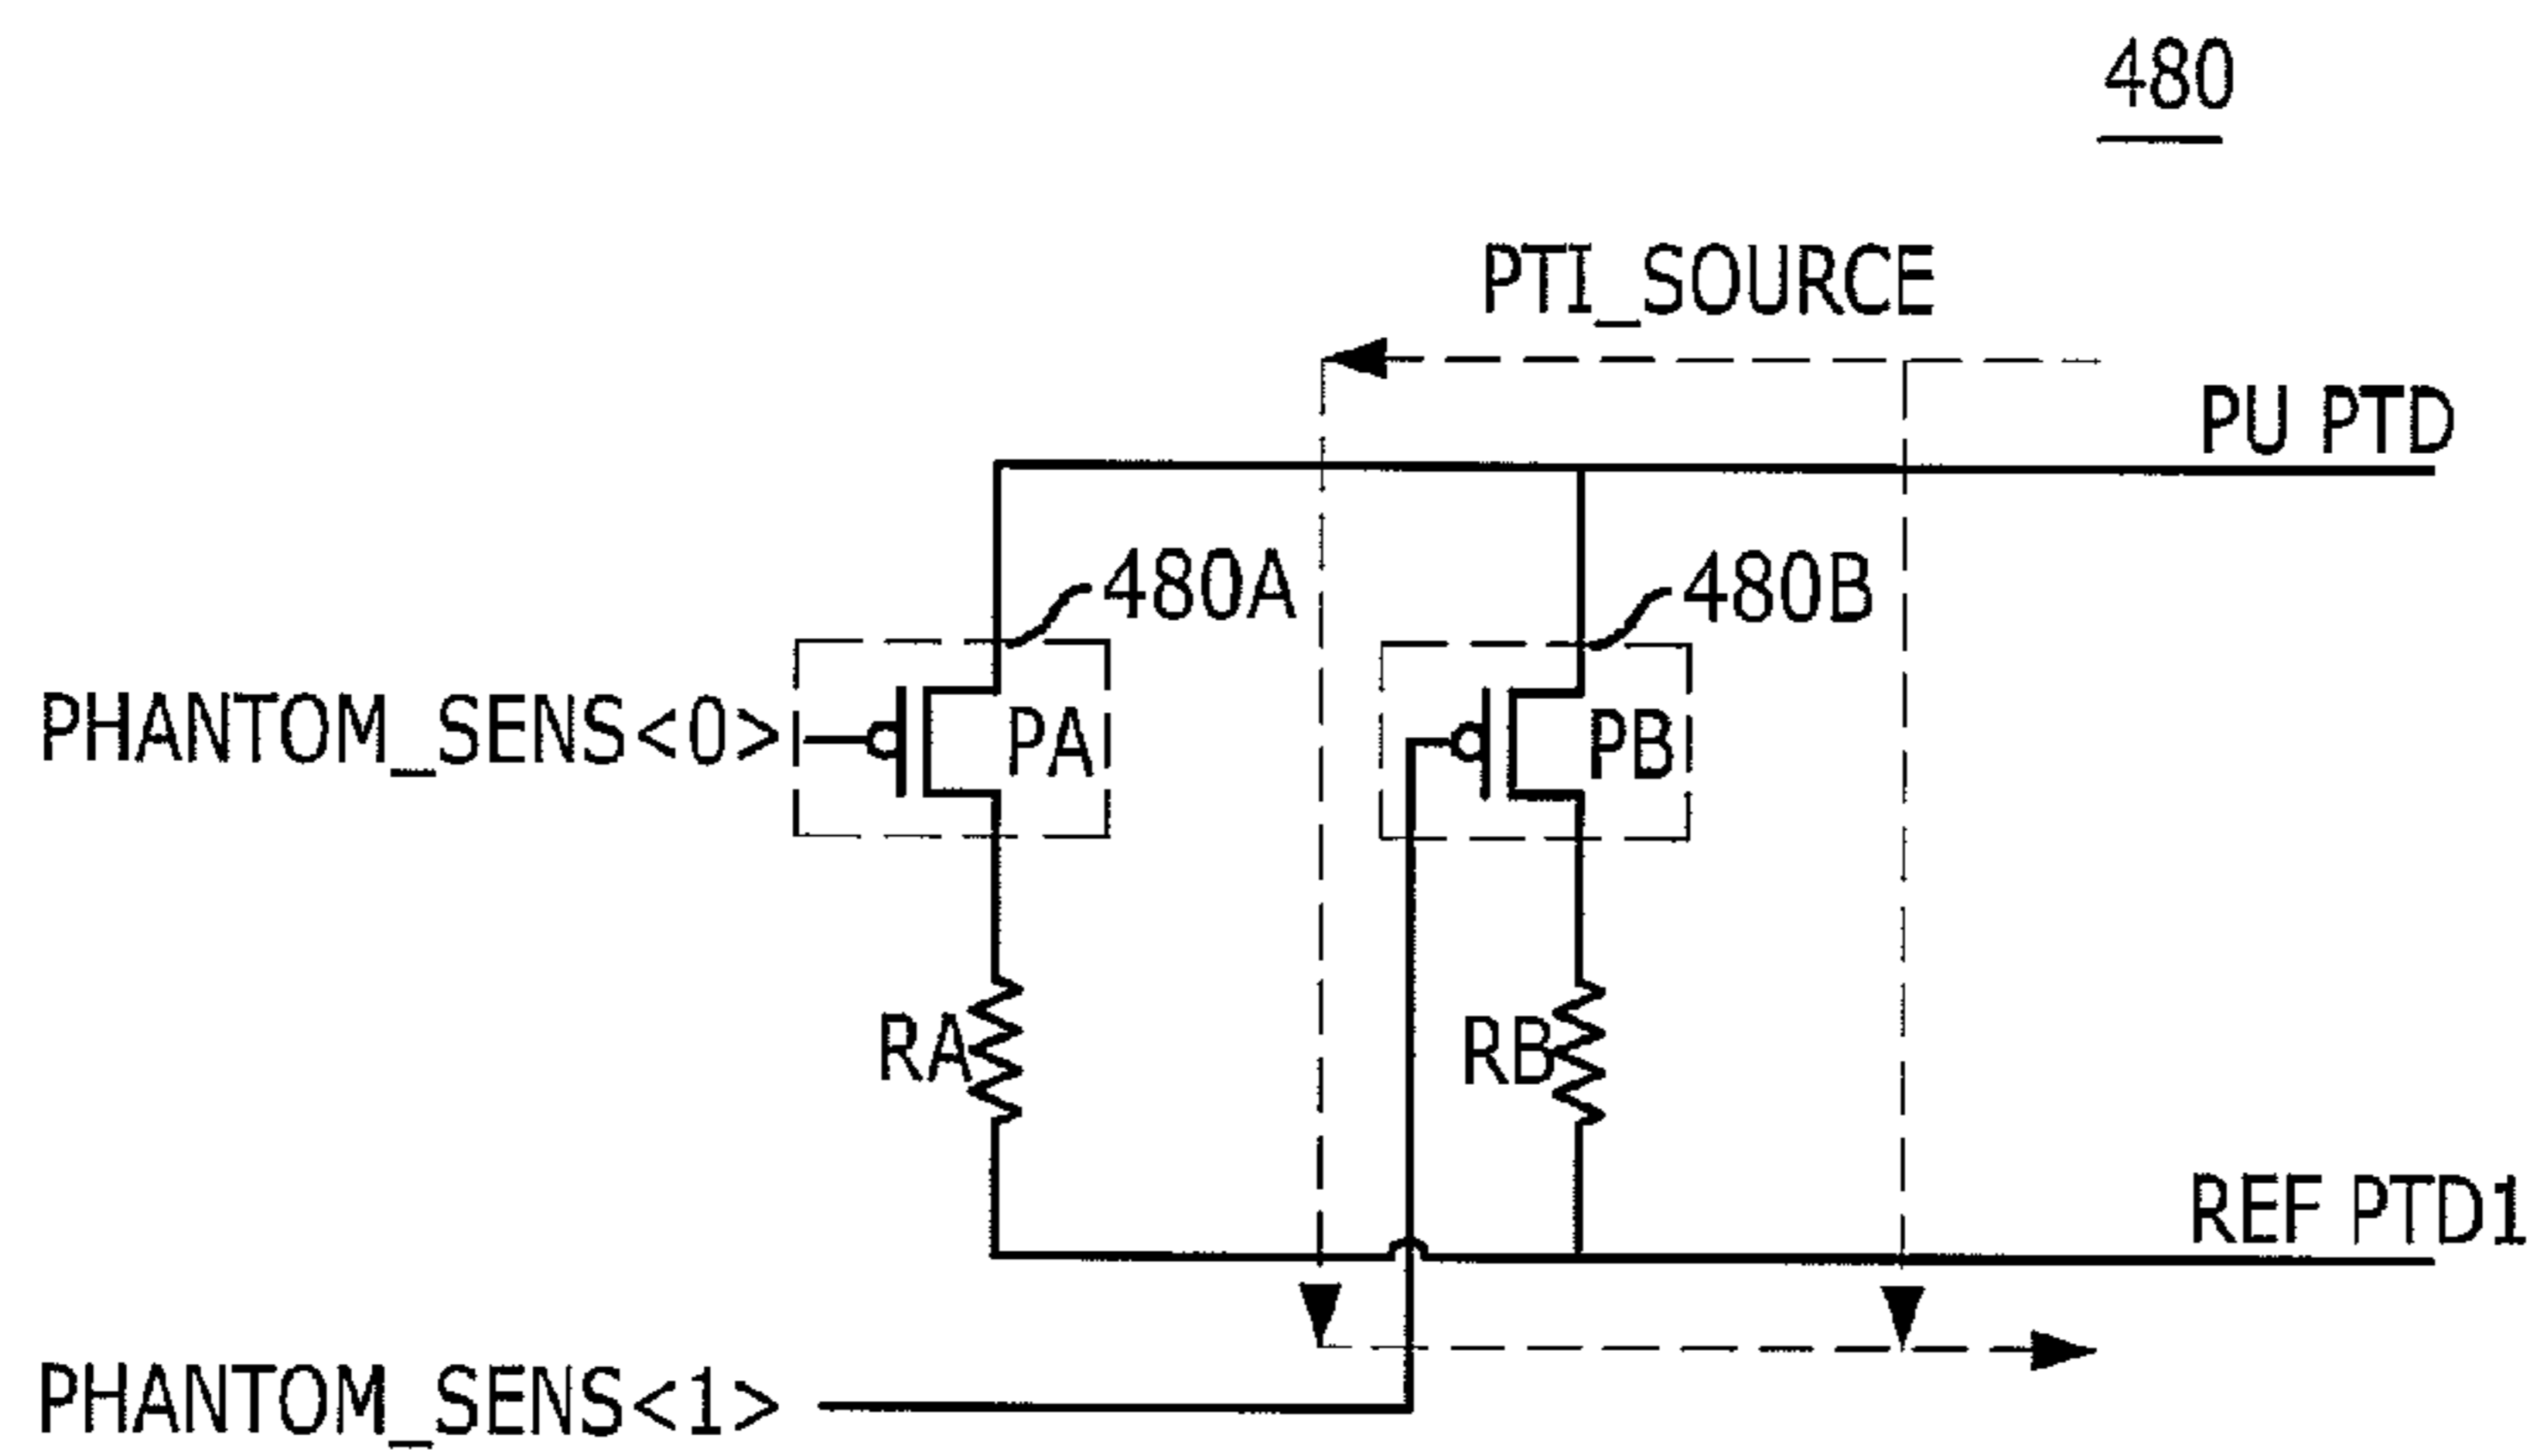 480
PTI_SOURCE
PU PTD
480A
480B
PHANTOM_SENS<0>
PA
PB
RA
RB
REF PTD1
PHANTOM_SENS<1>